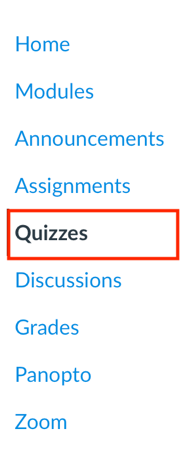 Home
Modules
Announcements
Assignments
Quizzes
Discussions
Grades
Panopto
Zoom